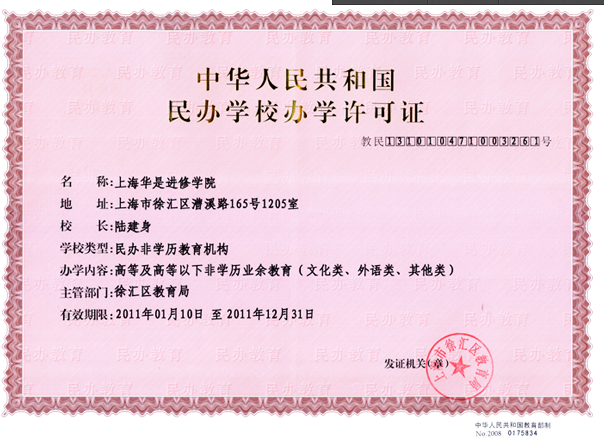 中华人民共和国
民办学校办学许可证
教民131010471003261号
名 称:上海华是进修学院
地 址:上海市徐汇区漕溪路165号1205室
校 长:陆建身
学校类型:民办非学历教育机构
办学内容:高等及高等以下非学历业余教育(文化类、外语类、其他类)
主管部门:徐汇区教育局
有效期限:2011年01月10日 至2011年12月31日
发证机关(章)
上海市徐汇区教育局
中华人民共和国教育部制
No.2008 0175834